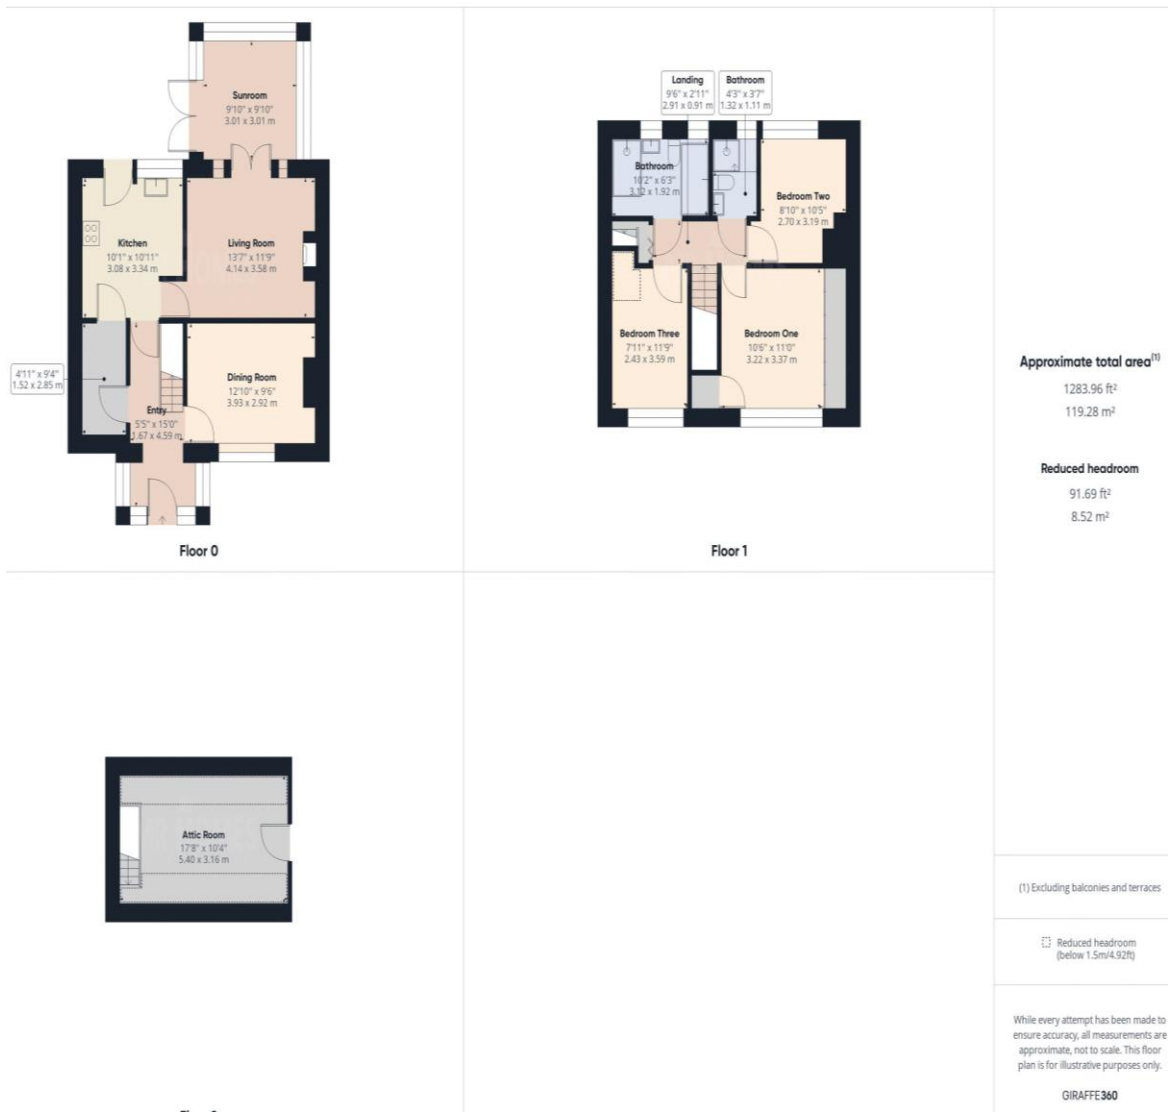 Sunroom
9'10" x 9'10"
3.01 x 3.01 m
Kitchen
10'1" x 10'11"
3.08 x 3.34 m
Living Room
13'7" x 11'9"
4.14 x 3.58 m
4'11" x 9'4"
1.52 x 2.85 m
Dining Room
12'10" x 9'6"
3.93 x 2.92 m
Entry
5'5" x 15'0"
1.67 x 4.59 m
Floor 0
Landing
9'6" x 2'11"
2.91 x 0.91 m
Bathroom
4'3" x 3'7"
1.32 x 1.11 m
Bathroom
10'2" x 6'3"
3.12 x 1.92 m
Bedroom Two
8'10" x 10'5"
2.70 x 3.19 m
Bedroom Three
7'11" x 11'9"
2.43 x 3.59 m
Bedroom One
10'6" x 11'0"
3.22 x 3.37 m
Floor 1
Attic Room
17'8" x 10'4"
5.40 x 3.16 m
Approximate total area(1)
1283.96 ft²
119.28 m²
Reduced headroom
91.69 ft²
8.52 m²
(1) Excluding balconies and terraces
Reduced headroom
(below 1.5m/4.92ft)
While every attempt has been made to
ensure accuracy, all measurements are
approximate, not to scale. This floor
plan is for illustrative purposes only.
GIRAFFE360